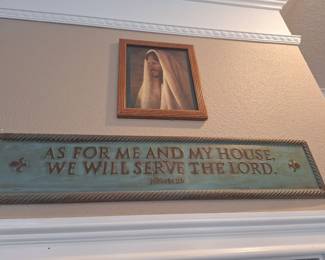 AS FOR ME AND MY HOUSE,
WE WILL SERVE THE LORD.